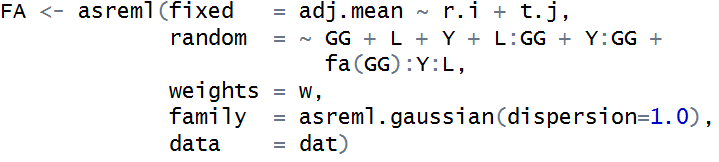 FA <- asreml(fixed   = adj.mean ~ r.i + t.j,
             random  = ~ GG + L + Y + L:GG + Y:GG +
                         fa(GG):Y:L,
             weights = w,
             family  = asreml.gaussian(dispersion=1.0),
             data    = dat)